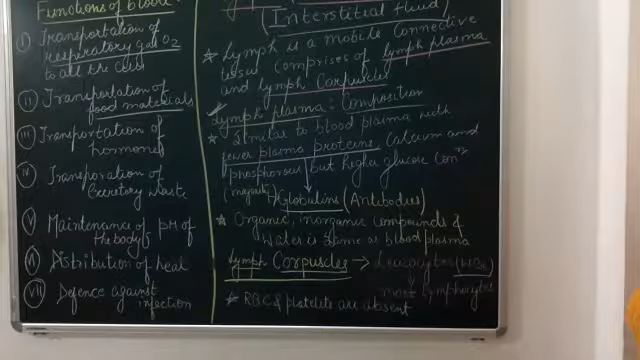 Functions of blood
I Transportation of
respiratory gas O2
to all the cells
II Transportation of
food materials
III Transportation of
hormones
IV Transporation of
Excretory waste
V Maintenance of pH of
the body
VI Distribution of heat
VII Defence against
infection
(Interstitial fluid)
* Lymph is a mobile connective
tissue comprises of lymph plasma
and lymph corpuscles
* Lymph plasma: Composition
* Similar to blood plasma with
fewer plasma proteins, calcium and
phosphorus but higher glucose conc
(majority) → Globulins (Antibodies)
* Organic, inorganic compounds &
water is same as blood plasma
Lymph Corpuscles → Leucocytes (WBC)
most lymphocytes
* RBC & platelets are absent